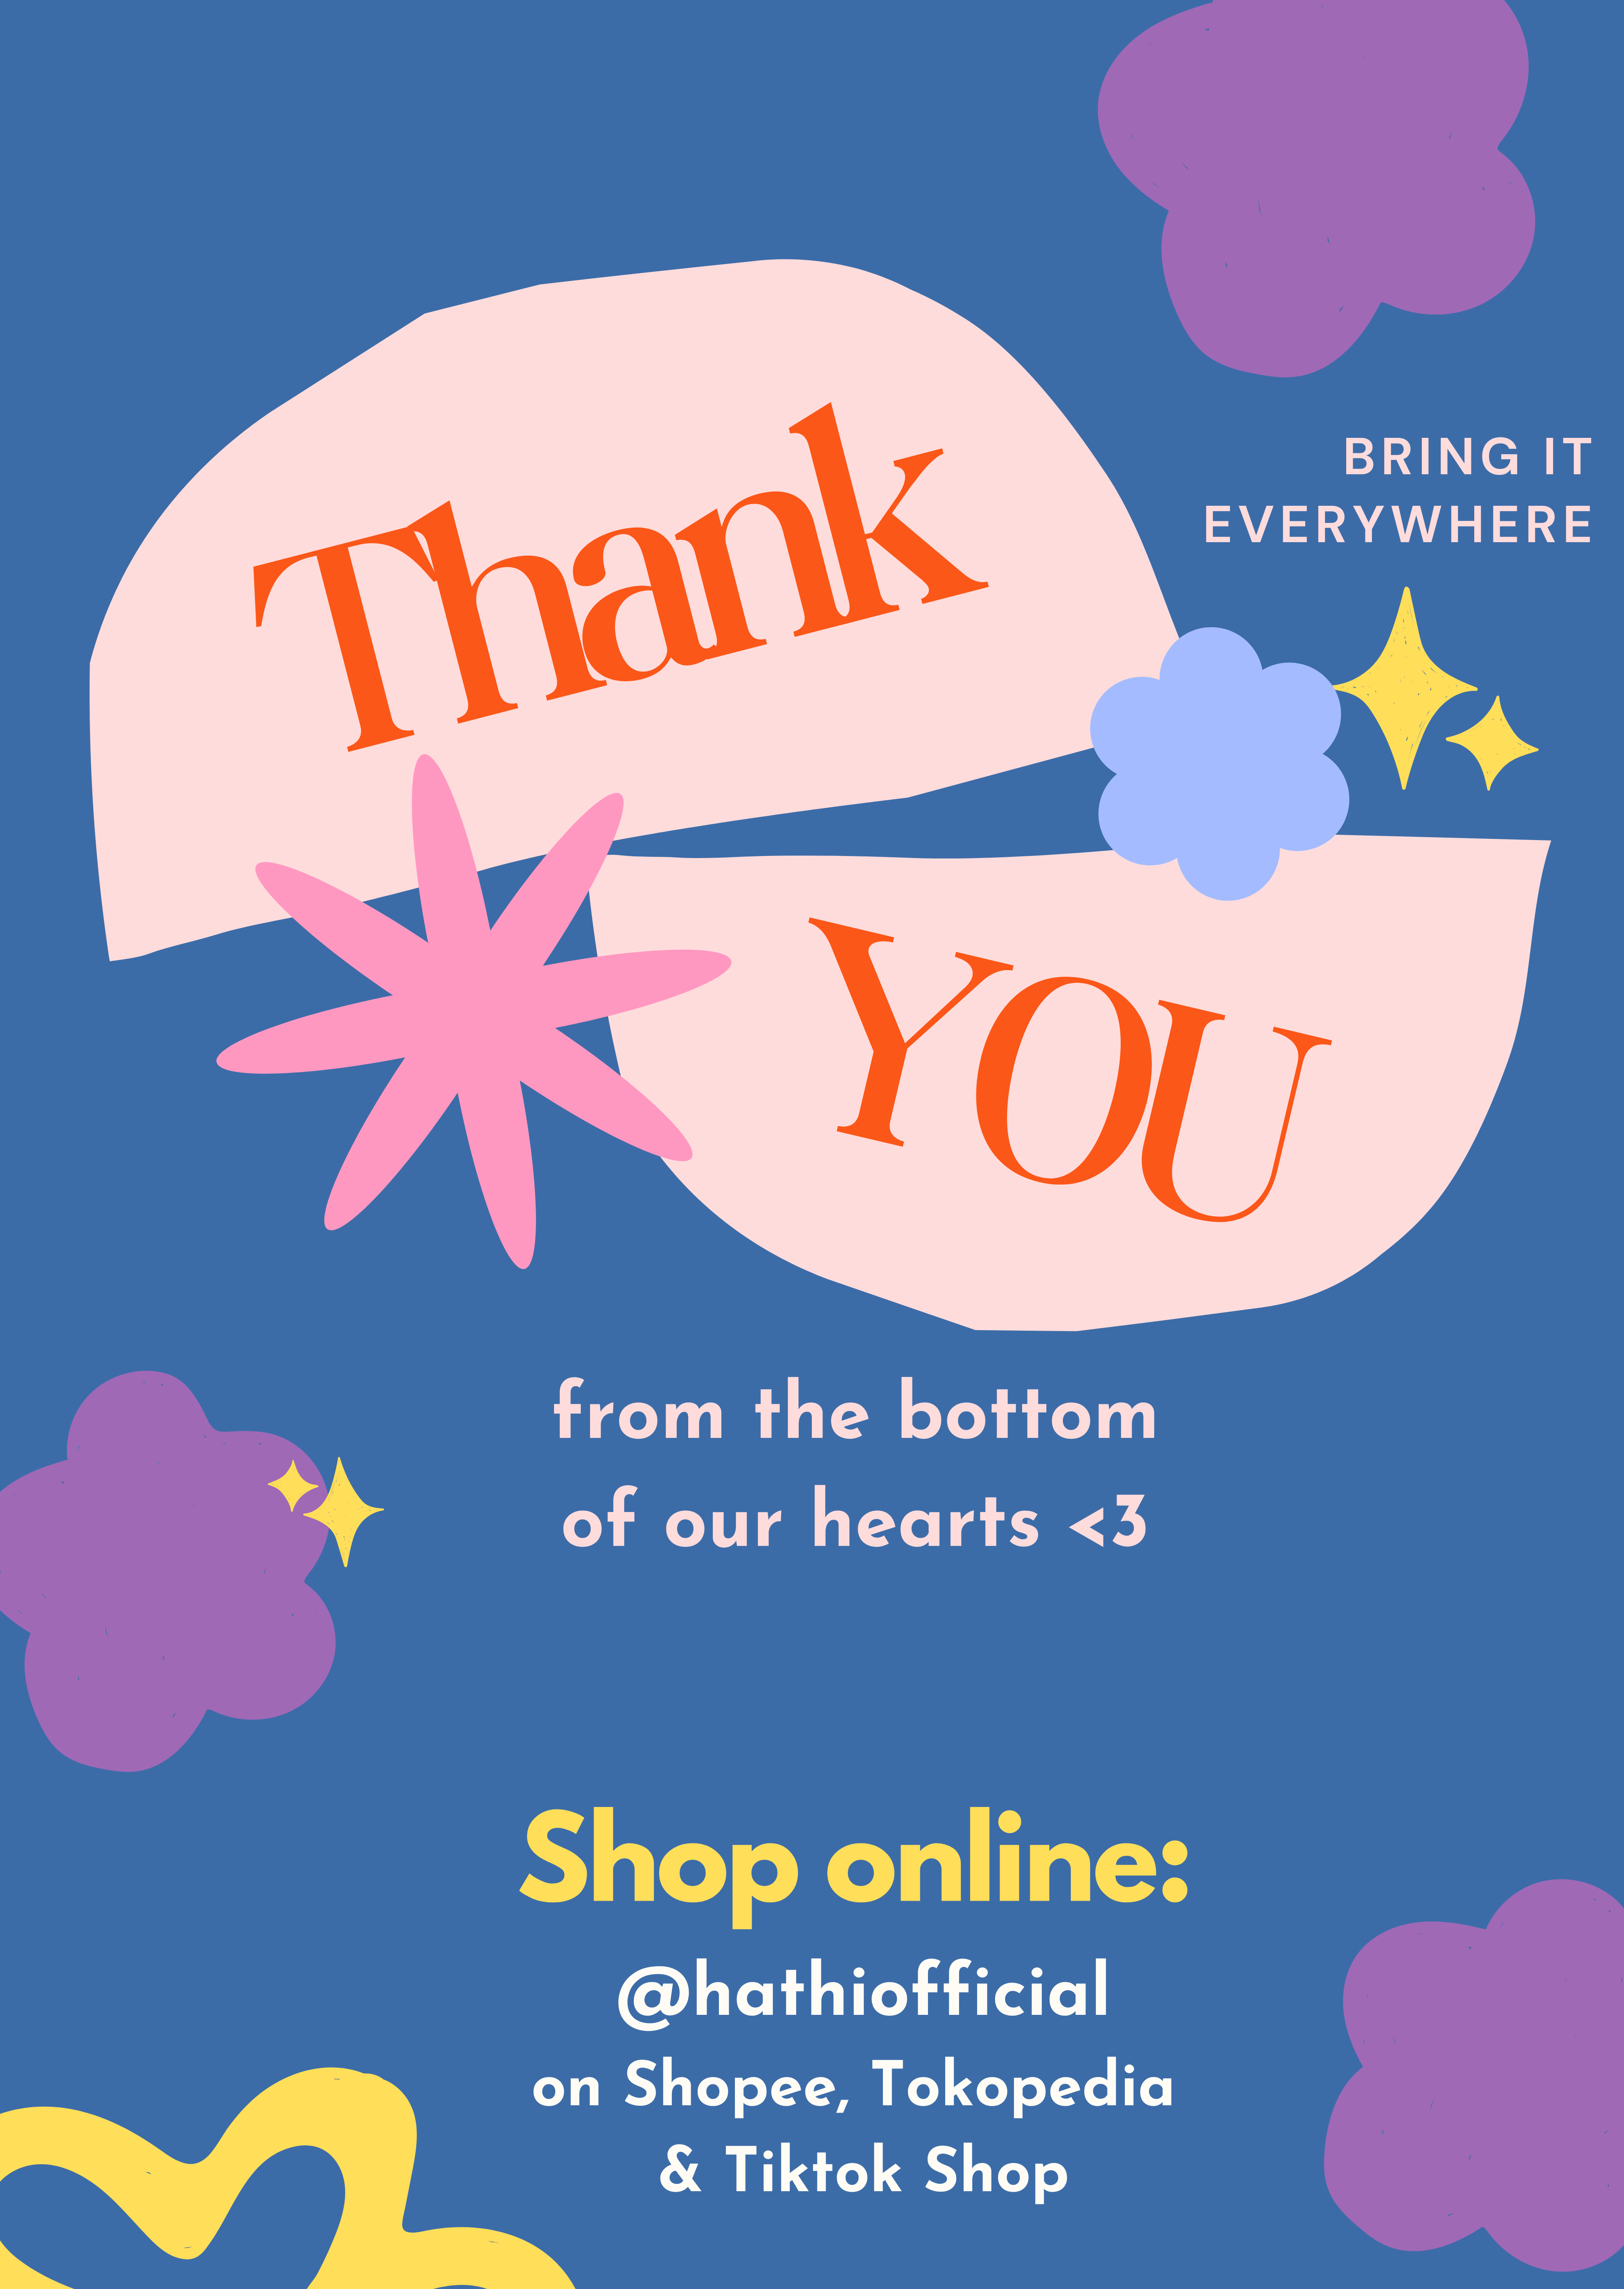 BRING IT
EVERYWHERE
Thank
YOU
from the bottom
of our hearts <3
Shop online:
@hathiofficial
on Shopee, Tokopedia
& Tiktok Shop